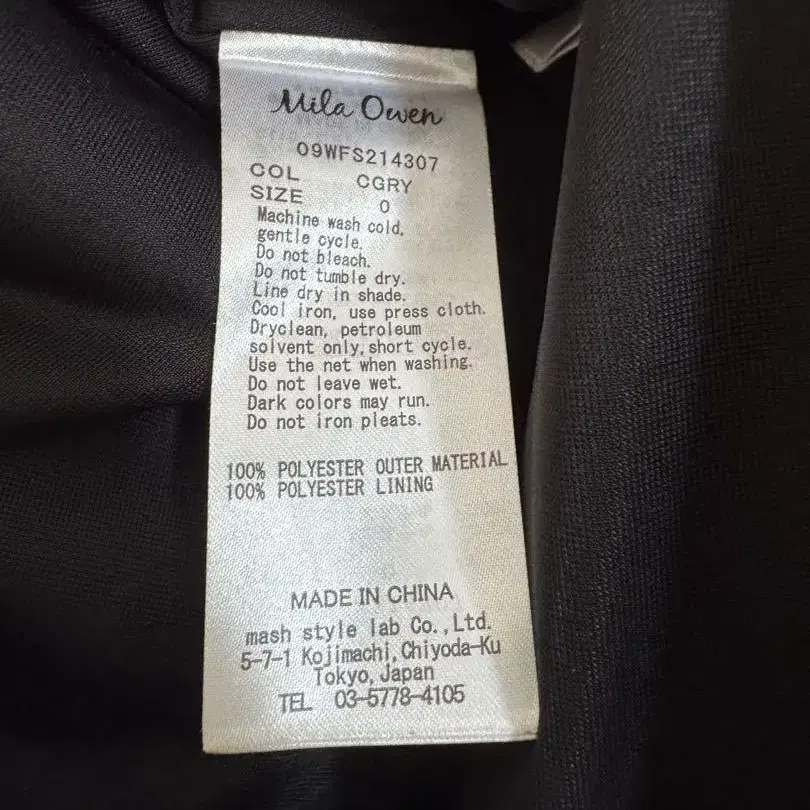 Mila Owen
09WFS214307
COL CGRY
SIZE 0
Machine wash cold,
gentle cycle.
Do not bleach.
Do not tumble dry.
Line dry in shade.
Cool iron, use press cloth.
Dryclean, petroleum
solvent only,short cycle.
Use the net when washing.
Do not leave wet.
Dark colors may run.
Do not iron pleats.
100% POLYESTER OUTER MATERIAL
100% POLYESTER LINING
MADE IN CHINA
mash style lab Co.,Ltd.
5-7-1 Kojimachi,Chiyoda-Ku
Tokyo,Japan
TEL 03-5778-4105